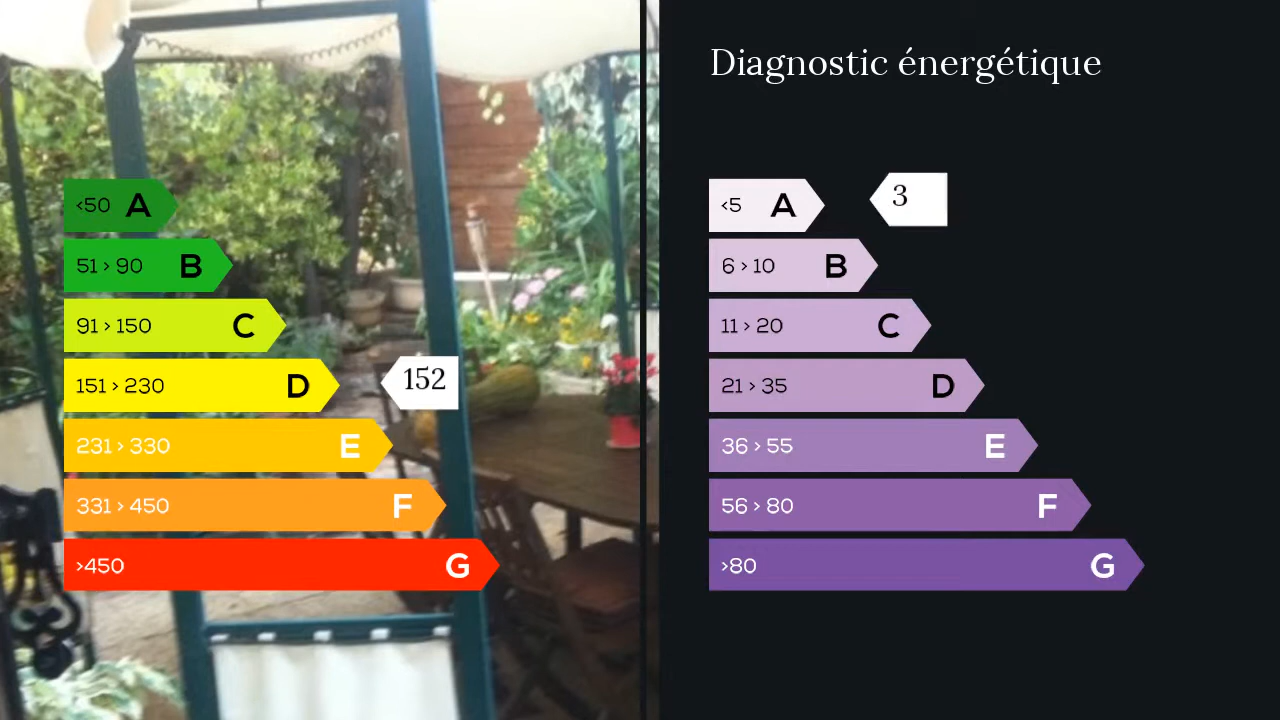 Diagnostic énergétique
<50 A
51 > 90 B
91 > 150 C
151 > 230 D
152
231 > 330 E
331 > 450 F
>450 G
<5 A
3
6 > 10 B
11 > 20 C
21 > 35 D
36 > 55 E
56 > 80 F
>80 G